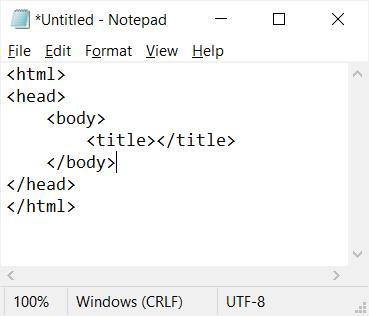 *Untitled - Notepad
File Edit Format View Help
<html>
<head>
    <body>
        <title></title>
    </body>
</head>
</html>
100% Windows (CRLF) UTF-8